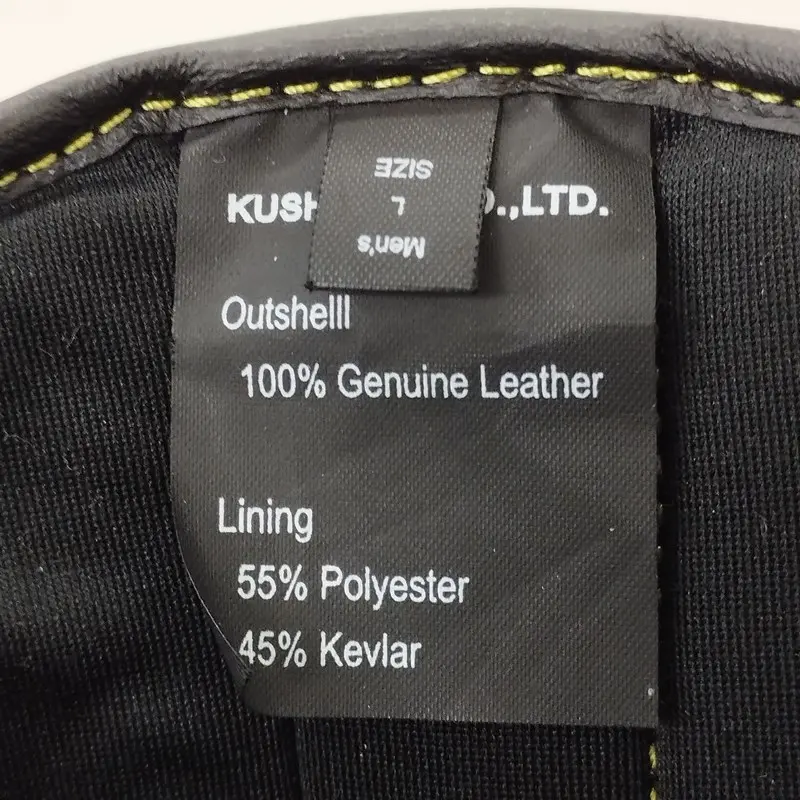 SIZE
L
Men's
KUSH .,LTD.
Outshelll
100% Genuine Leather
Lining
55% Polyester
45% Kevlar